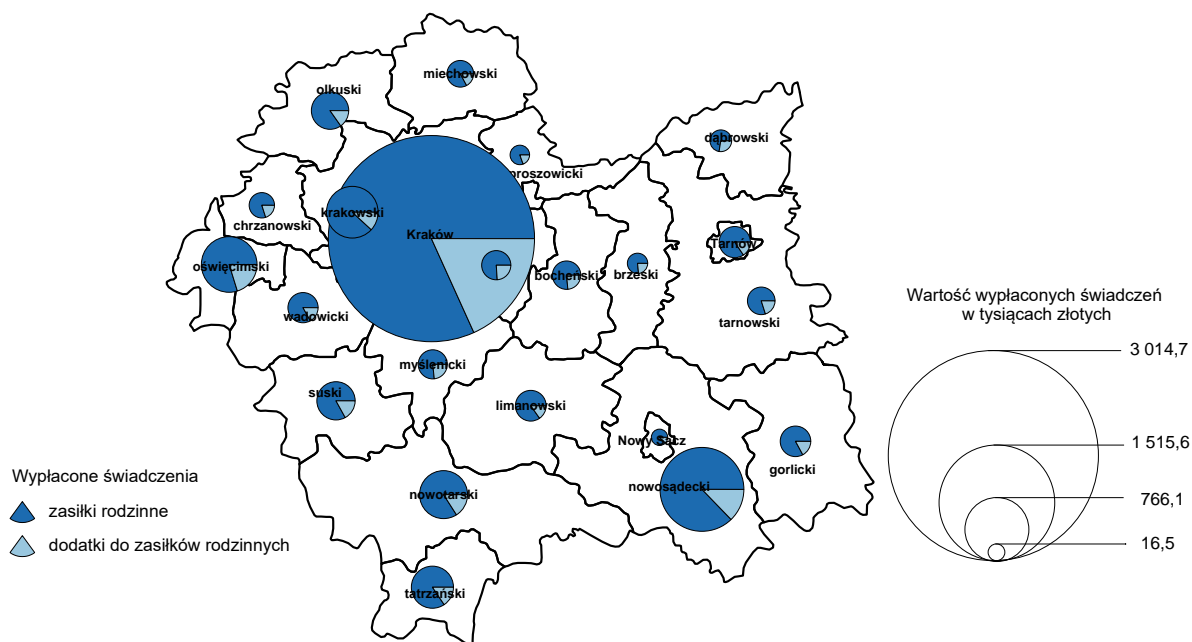 miechowski
olkuski
dąbrowski
oroszowicki
krakowski
chrzanowski
Kraków
Tarnów
oświęcimski
bocheński
brzeski
wadowicki
tarnowski
Wartość wypłaconych świadczeń
w tysiącach złotych
3 014,7
myślenicki
suski
limanowski
1 515,6
Nowy Sącz
gorlicki
Wypłacone świadczenia
nowotarski
nowosądecki
766,1
zasiłki rodzinne
dodatki do zasiłków rodzinnych
16,5
tatrzański